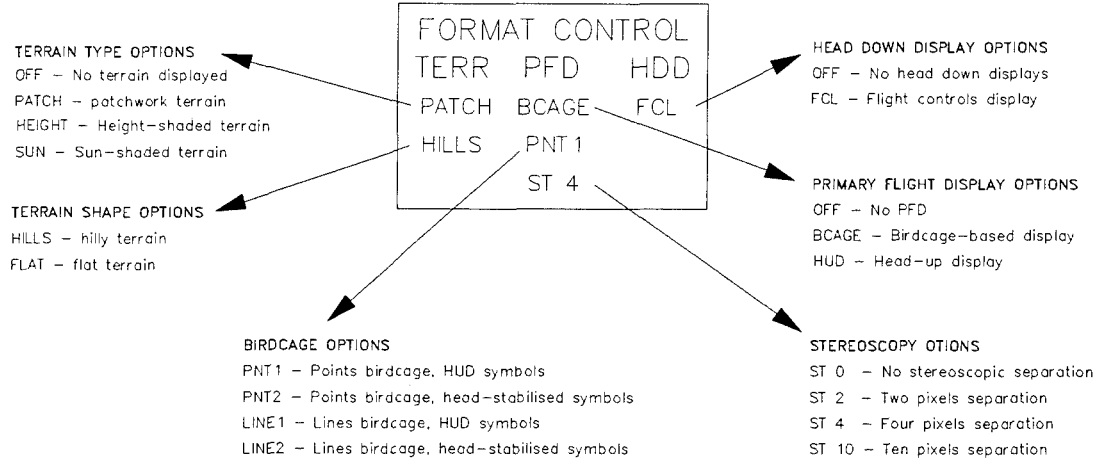 FORMAT CONTROL
TERR PFD HDD
PATCH BCAGE FCL
HILLS PNT1
ST 4
TERRAIN TYPE OPTIONS
OFF – No terrain displayed
PATCH – patchwork terrain
HEIGHT – Height-shaded terrain
SUN – Sun-shaded terrain
TERRAIN SHAPE OPTIONS
HILLS – hilly terrain
FLAT – flat terrain
HEAD DOWN DISPLAY OPTIONS
OFF – No head down displays
FCL – Flight controls display
PRIMARY FLIGHT DISPLAY OPTIONS
OFF – No PFD
BCAGE – Birdcage-based display
HUD – Head-up display
BIRDCAGE OPTIONS
PNT1 – Points birdcage, HUD symbols
PNT2 – Points birdcage, head-stabilised symbols
LINE1 – Lines birdcage, HUD symbols
LINE2 – Lines birdcage, head-stabilised symbols
STEREOSCOPY OTIONS
ST 0 – No stereoscopic separation
ST 2 – Two pixels separation
ST 4 – Four pixels separation
ST 10 – Ten pixels separation